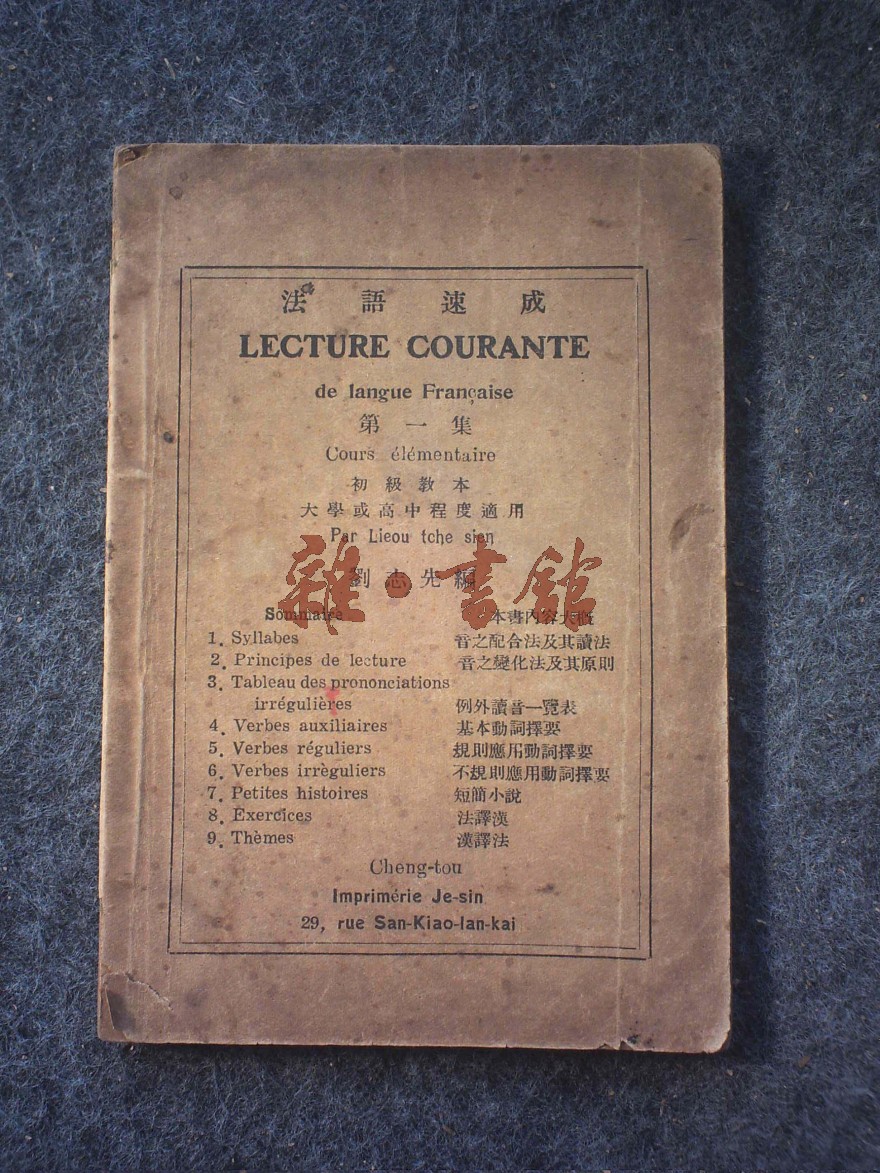 法語速成
LECTURE COURANTE
de langue Française
第一集
Cours élémentaire
初級教本
大學或高中程度適用
Par Lieou tche sien
劉志先編
雜·書館
Sommaire 本書內容大概
1. Syllabes 音之配合法及其讀法
2. Principes de lecture 音之變化法及其原則
3. Tableau des prononciations
irrégulières 例外讀音一覽表
4. Verbes auxiliaires 基本動詞擇要
5. Verbes réguliers 規則應用動詞擇要
6. Verbes irrèguliers 不規則應用動詞擇要
7. Petites histoires 短簡小說
8. Exercices 法譯漢
9. Thèmes 漢譯法
Cheng-tou
Imprimérie Je-sin
29, rue San-Kiao-lan-kai